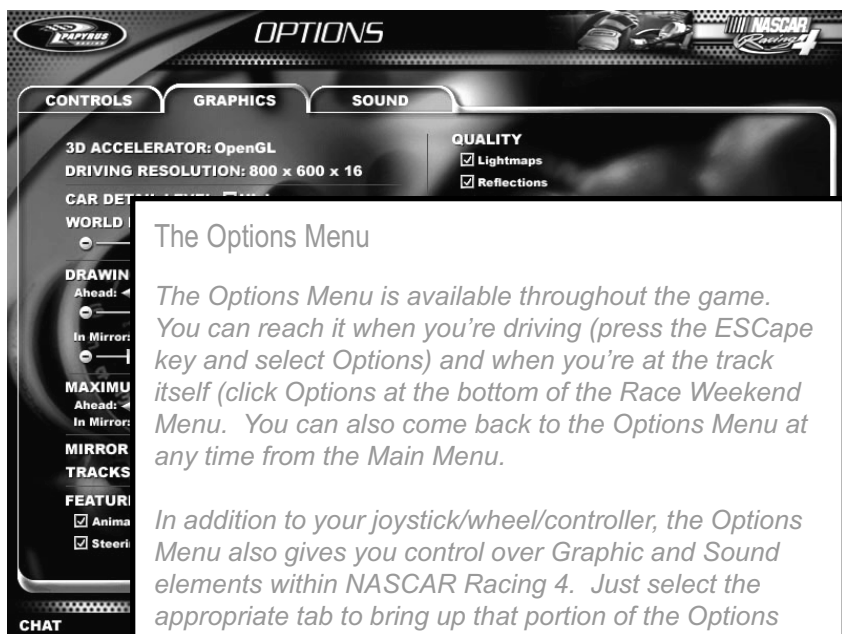 PAPYRUS
RACING
OPTIONS
NASCAR
Racing 4
CONTROLS
GRAPHICS
SOUND
3D ACCELERATOR: OpenGL
DRIVING RESOLUTION: 800 x 600 x 16
CAR
WORLD
Ahead:
In Mirror:
Ahead:
In Mirror:
MIRROR
TRACKS
CHAT
QUALITY
Lightmaps
Reflections
The Options Menu
The Options Menu is available throughout the game.
You can reach it when you're driving (press the ESCape
key and select Options) and when you're at the track
itself (click Options at the bottom of the Race Weekend
Menu. You can also come back to the Options Menu at
any time from the Main Menu.
In addition to your joystick/wheel/controller, the Options
Menu also gives you control over Graphic and Sound
elements within NASCAR Racing 4. Just select the
appropriate tab to bring up that portion of the Options